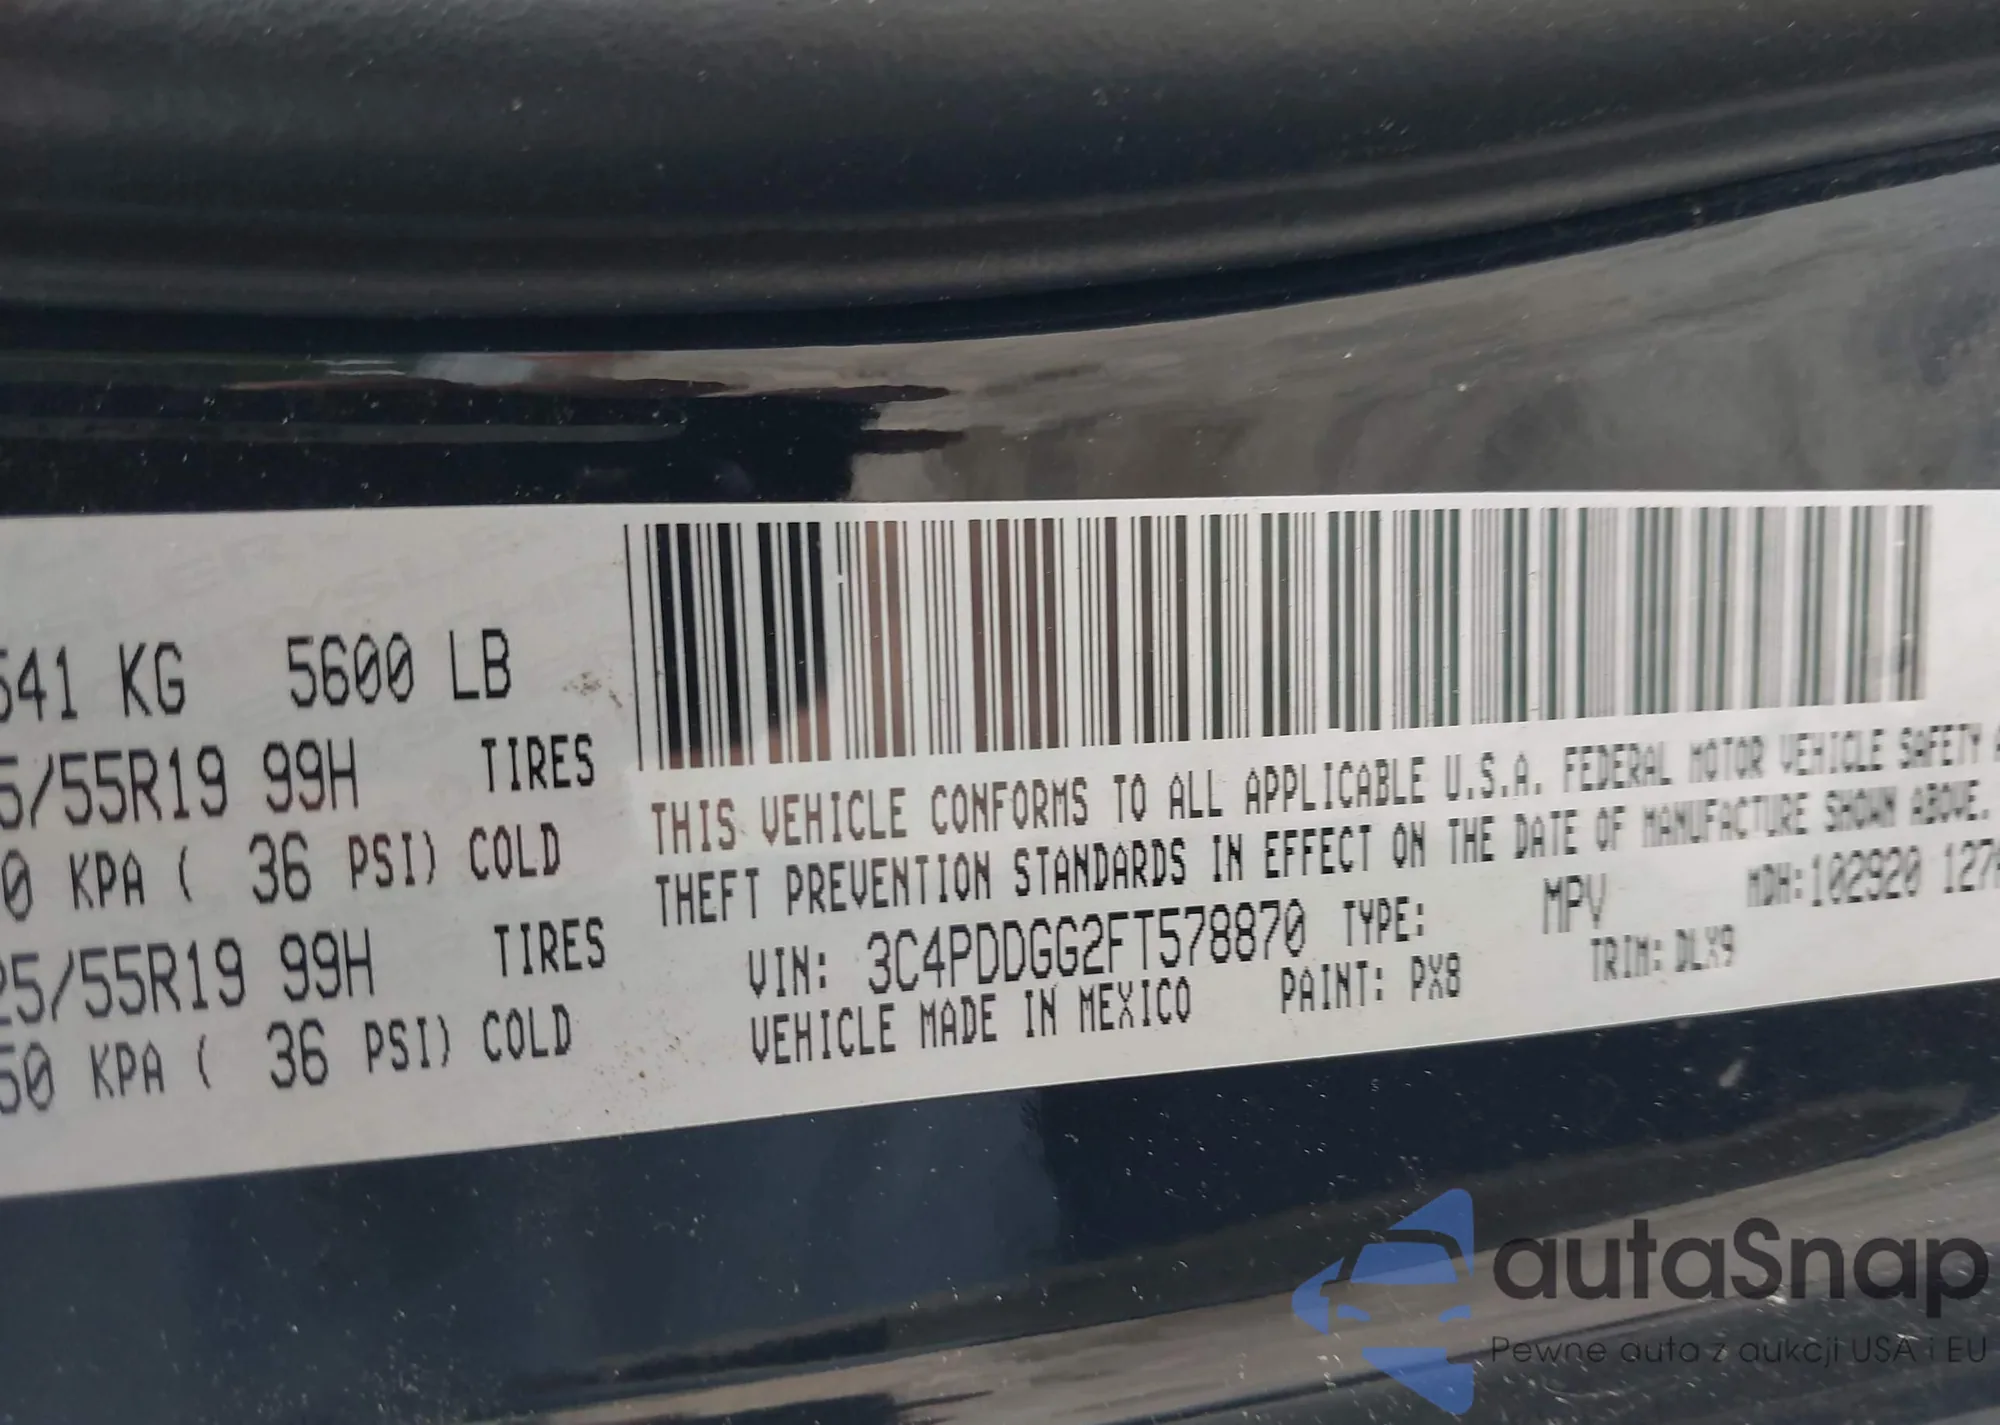 541 KG 5600 LB
5/55R19 99H TIRES
0 KPA ( 36 PSI) COLD
25/55R19 99H TIRES
50 KPA ( 36 PSI) COLD
THIS VEHICLE CONFORMS TO ALL APPLICABLE U.S.A. FEDERAL MOTOR VEHICLE SAFETY A
THEFT PREVENTION STANDARDS IN EFFECT ON THE DATE OF MANUFACTURE SHOWN ABOVE.
VIN: 3C4PDDGG2FT578870 TYPE: MPV MDH:102920 127
VEHICLE MADE IN MEXICO PAINT: PX8 TRIM: DLX9
autaSnap
Pewne auta z aukcji USA i EU